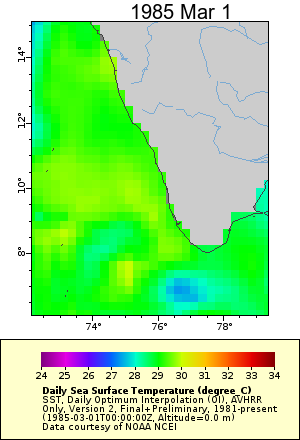 1985 Mar 1
14°
12°
10°
8°
74°
76°
78°
24 25 26 27 28 29 30 31 32 33 34
Daily Sea Surface Temperature (degree_C)
SST, Daily Optimum Interpolation (OI), AVHRR
Only, Version 2, Final+Preliminary, 1981-present
(1985-03-01T00:00:00Z, Altitude=0.0 m)
Data courtesy of NOAA NCEI